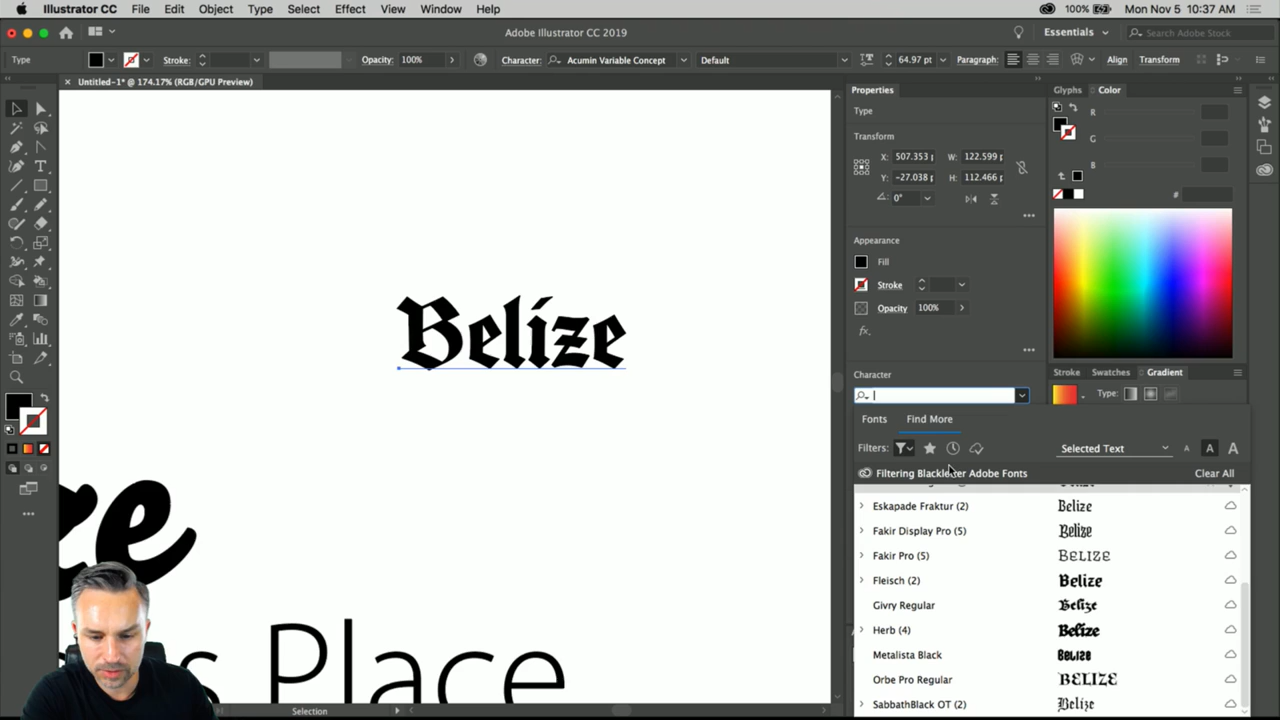 Illustrator CC File Edit Object Type Select Effect View Window Help 100% Mon Nov 5 10:37 AM
Adobe Illustrator CC 2019 Essentials Search Adobe Stock
Type Stroke: Opacity: 100% Character: Acumin Variable Concept Default 64.97 pt Paragraph: Align Transform
× Untitled-1* @ 174.17% (RGB/GPU Preview)
Properties
Glyphs Color
Type
R
Transform
G
X: 507.353 W: 122.599
B
Y: -27.038 H: 112.466
0°
#
Appearance
Fill
Stroke
Opacity 100%
fx.
Belize
Character
Stroke Swatches Gradient
Type:
Fonts Find More
Filters: Selected Text A A A
Filtering Blackletter Adobe Fonts Clear All
Eskapade Fraktur (2) Belize
Fakir Display Pro (5) Belize
Fakir Pro (5) BELIZE
Fleisch (2) Belize
Givry Regular Belize
Herb (4) Belize
Metalista Black BELIZE
Orbe Pro Regular BELIZE
SabbathBlack OT (2) Belize
ze
s Place
Selection